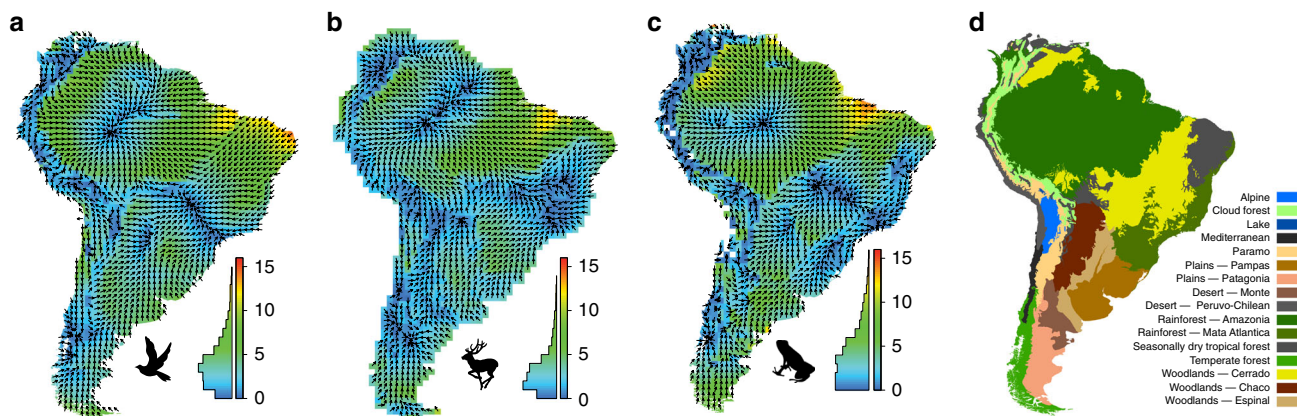 a
b
c
d
15
10
5
0
15
10
5
0
15
10
5
0
Alpine
Cloud forest
Lake
Mediterranean
Paramo
Plains — Pampas
Plains — Patagonia
Desert — Monte
Desert — Peruvo-Chilean
Rainforest — Amazonia
Rainforest — Mata Atlantica
Seasonally dry tropical forest
Temperate forest
Woodlands — Cerrado
Woodlands — Chaco
Woodlands — Espinal